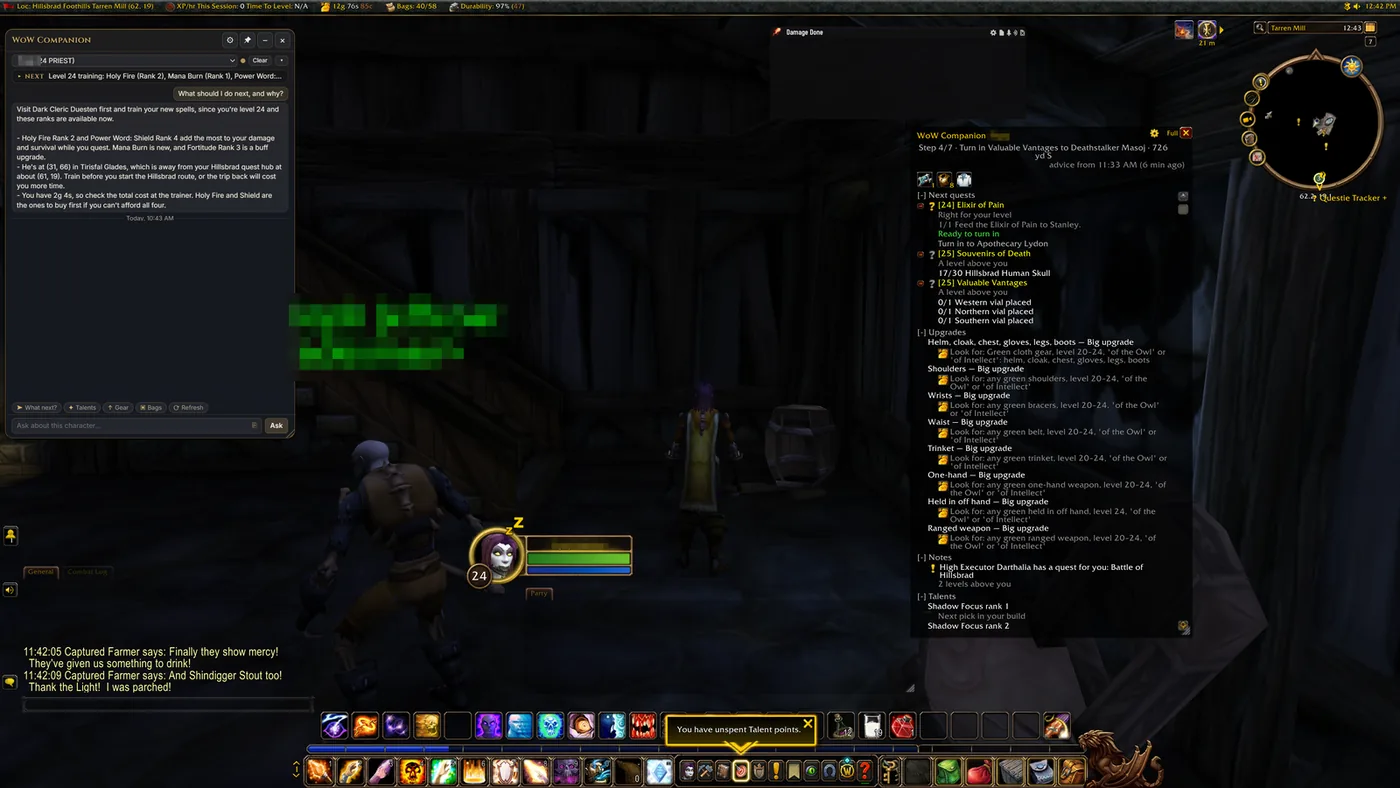 Loc: Hillsbrad Foothills Tarren Mill (62, 19)
XP/hr This Session: 0 Time To Level: N/A
12g 76s 85c
Bags: 40/58
Durability: 97% (47)
12:42 PM
WoW Companion
24 PRIEST)
Clear
NEXT Level 24 training: Holy Fire (Rank 2), Mana Burn (Rank 1), Power Word:...
What should I do next, and why?
Visit Dark Cleric Duesten first and train your new spells, since you're level 24 and
these ranks are available now.
- Holy Fire Rank 2 and Power Word: Shield Rank 4 add the most to your damage
and survival while you quest. Mana Burn is new, and Fortitude Rank 3 is a buff
upgrade.
- He's at (31, 66) in Tirisfal Glades, which is away from your Hillsbrad quest hub at
about (61, 19). Train before you start the Hillsbrad route, or the trip back will cost
you more time.
- You have 2g 4s, so check the total cost at the trainer. Holy Fire and Shield are
the ones to buy first if you can't afford all four.
Today, 10:43 AM
What next?
Talents
Gear
Bags
Refresh
Ask about this character...
Ask
Damage Done
21 m
Tarren Mill
12:43
7
62.2
Questie Tracker +
WoW Companion
Full
Step 4/7 · Turn in Valuable Vantages to Deathstalker Masoj · 726
yd S
advice from 11:33 AM (6 min ago)
1
8
[-] Next quests
? [24] Elixir of Pain
Right for your level
1/1 Feed the Elixir of Pain to Stanley.
Ready to turn in
Turn in to Apothecary Lydon
? [25] Souvenirs of Death
A level above you
17/30 Hillsbrad Human Skull
? [25] Valuable Vantages
A level above you
0/1 Western vial placed
0/1 Northern vial placed
0/1 Southern vial placed
[-] Upgrades
Helm, cloak, chest, gloves, legs, boots — Big upgrade
Look for: Green cloth gear, level 20-24, 'of the Owl' or
'of Intellect': helm, cloak, chest, gloves, legs, boots
Shoulders — Big upgrade
Look for: any green shoulders, level 20-24, 'of the
Owl' or 'of Intellect'
Wrists — Big upgrade
Look for: any green bracers, level 20-24, 'of the Owl'
or 'of Intellect'
Waist — Big upgrade
Look for: any green belt, level 20-24, 'of the Owl' or
'of Intellect'
Trinket — Big upgrade
Look for: any green trinket, level 20-24, 'of the Owl' or
'of Intellect'
One-hand — Big upgrade
Look for: any green one-hand weapon, level 20-24, 'of
the Owl' or 'of Intellect'
Held in off hand — Big upgrade
Look for: any green held in off hand, level 24, 'of the
Owl' or 'of Intellect'
Ranged weapon — Big upgrade
Look for: any green ranged weapon, level 20-24, 'of
the Owl' or 'of Intellect'
[-] Notes
! High Executor Darthalia has a quest for you: Battle of
Hillsbrad
2 levels above you
[-] Talents
Shadow Focus rank 1
Next pick in your build
Shadow Focus rank 2
z Z
24
Party
General
Combat Log
11:42:05 Captured Farmer says: Finally they show mercy!
They've given us something to drink!
11:42:09 Captured Farmer says: And Shindigger Stout too!
Thank the Light! I was parched!
You have unspent Talent points.
12
0